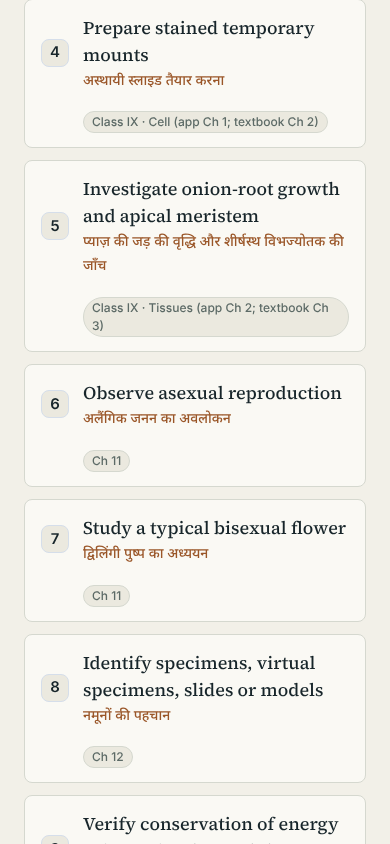 4
Prepare stained temporary
mounts
अस्थायी स्लाइड तैयार करना
Class IX · Cell (app Ch 1; textbook Ch 2)
5
Investigate onion-root growth
and apical meristem
प्याज़ की जड़ की वृद्धि और शीर्षस्थ विभज्योतक की
जाँच
Class IX · Tissues (app Ch 2; textbook Ch
3)
6
Observe asexual reproduction
अलैंगिक जनन का अवलोकन
Ch 11
7
Study a typical bisexual flower
द्विलिंगी पुष्प का अध्ययन
Ch 11
8
Identify specimens, virtual
specimens, slides or models
नमूनों की पहचान
Ch 12
Verify conservation of energy